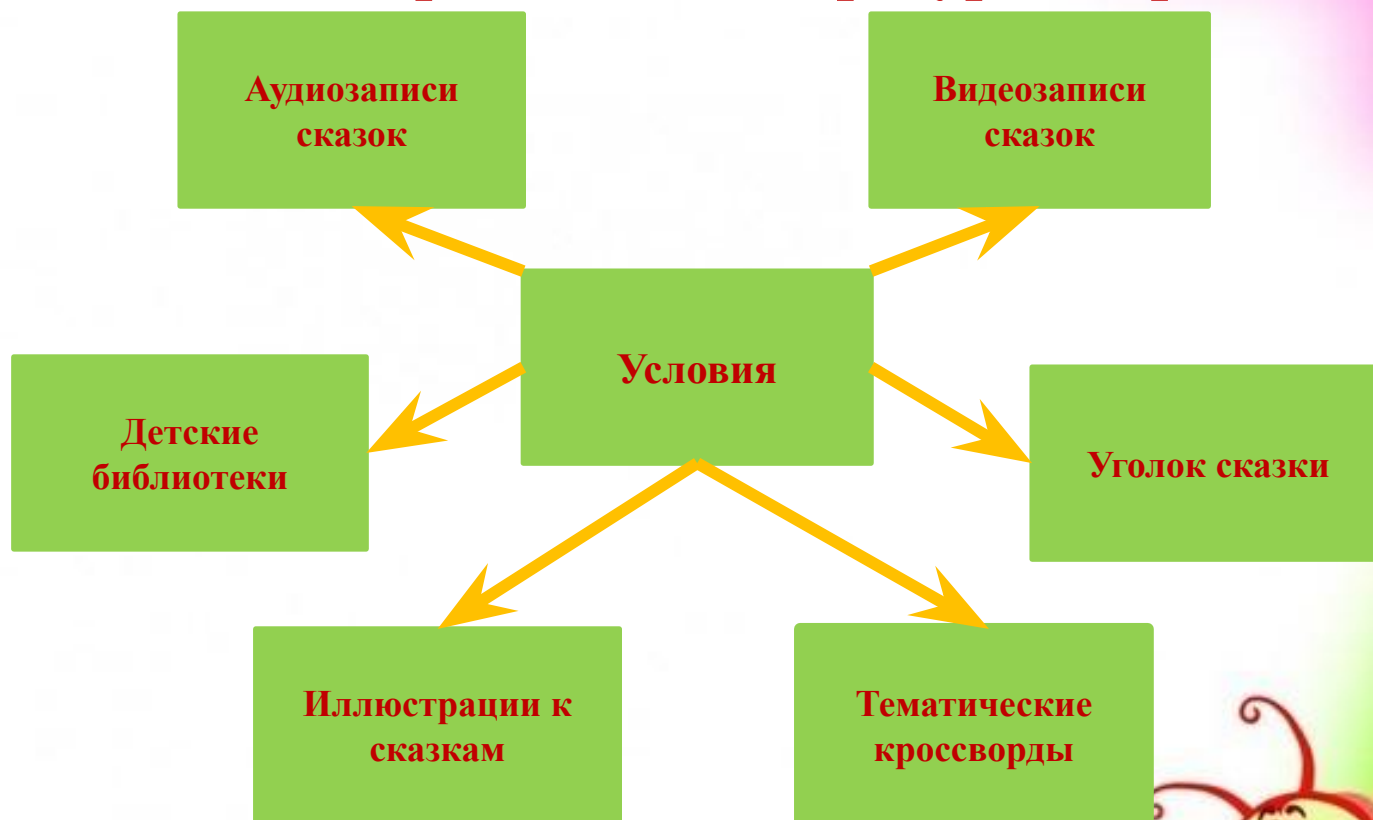 Аудиозаписи
сказок
Видеозаписи
сказок
Условия
Детские
библиотеки
Уголок сказки
Иллюстрации к
сказкам
Тематические
кроссворды